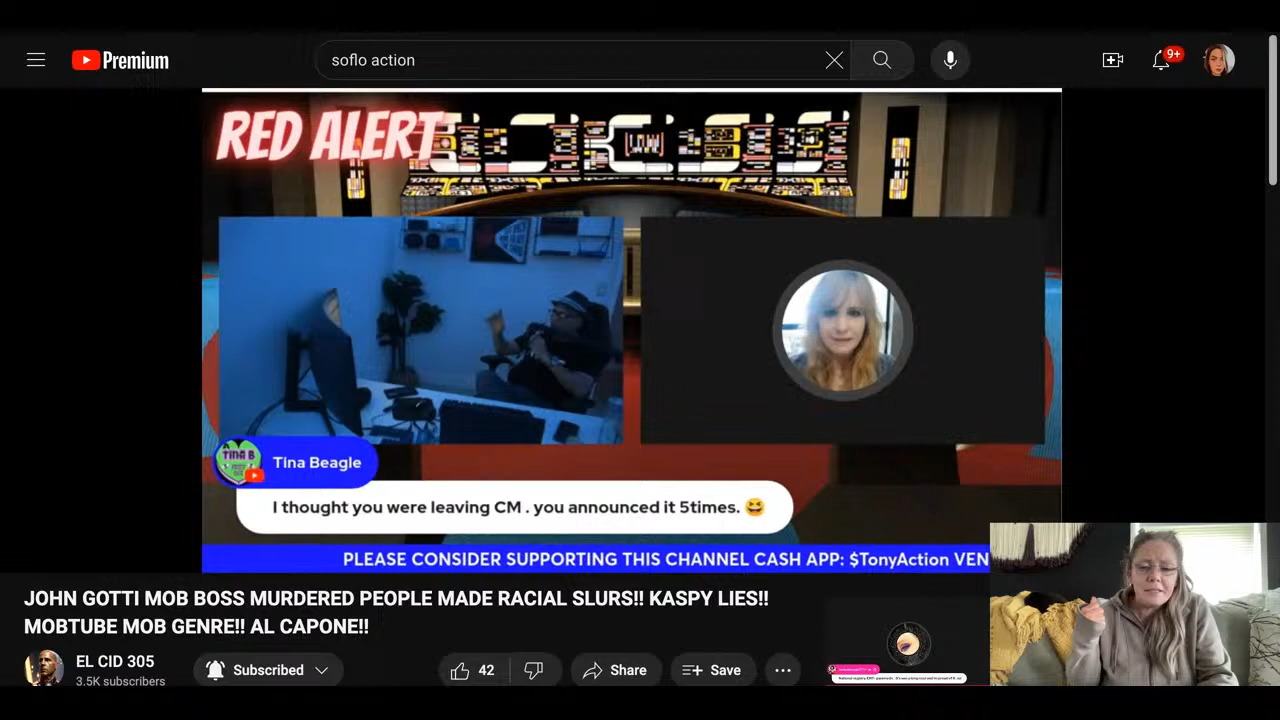 Premium
soflo action
9+
RED ALERT
TINA B
Tina Beagle
I thought you were leaving CM . you announced it 5times. 😆
PLEASE CONSIDER SUPPORTING THIS CHANNEL CASH APP: $TonyAction VEN
JOHN GOTTI MOB BOSS MURDERED PEOPLE MADE RACIAL SLURS!! KASPY LIES!!
MOBTUBE MOB GENRE!! AL CAPONE!!
EL CID 305
3.5K subscribers
Subscribed
42
Share
Save